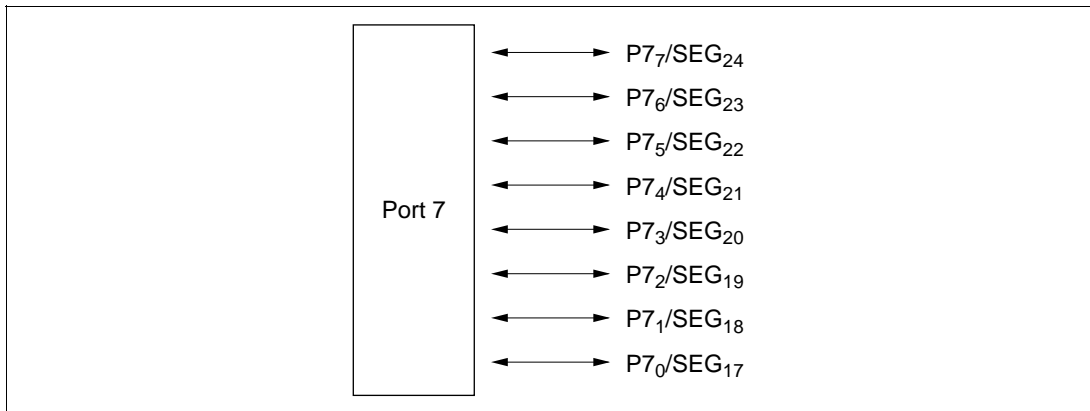 P7₇/SEG₂₄
P7₆/SEG₂₃
P7₅/SEG₂₂
P7₄/SEG₂₁
Port 7
P7₃/SEG₂₀
P7₂/SEG₁₉
P7₁/SEG₁₈
P7₀/SEG₁₇